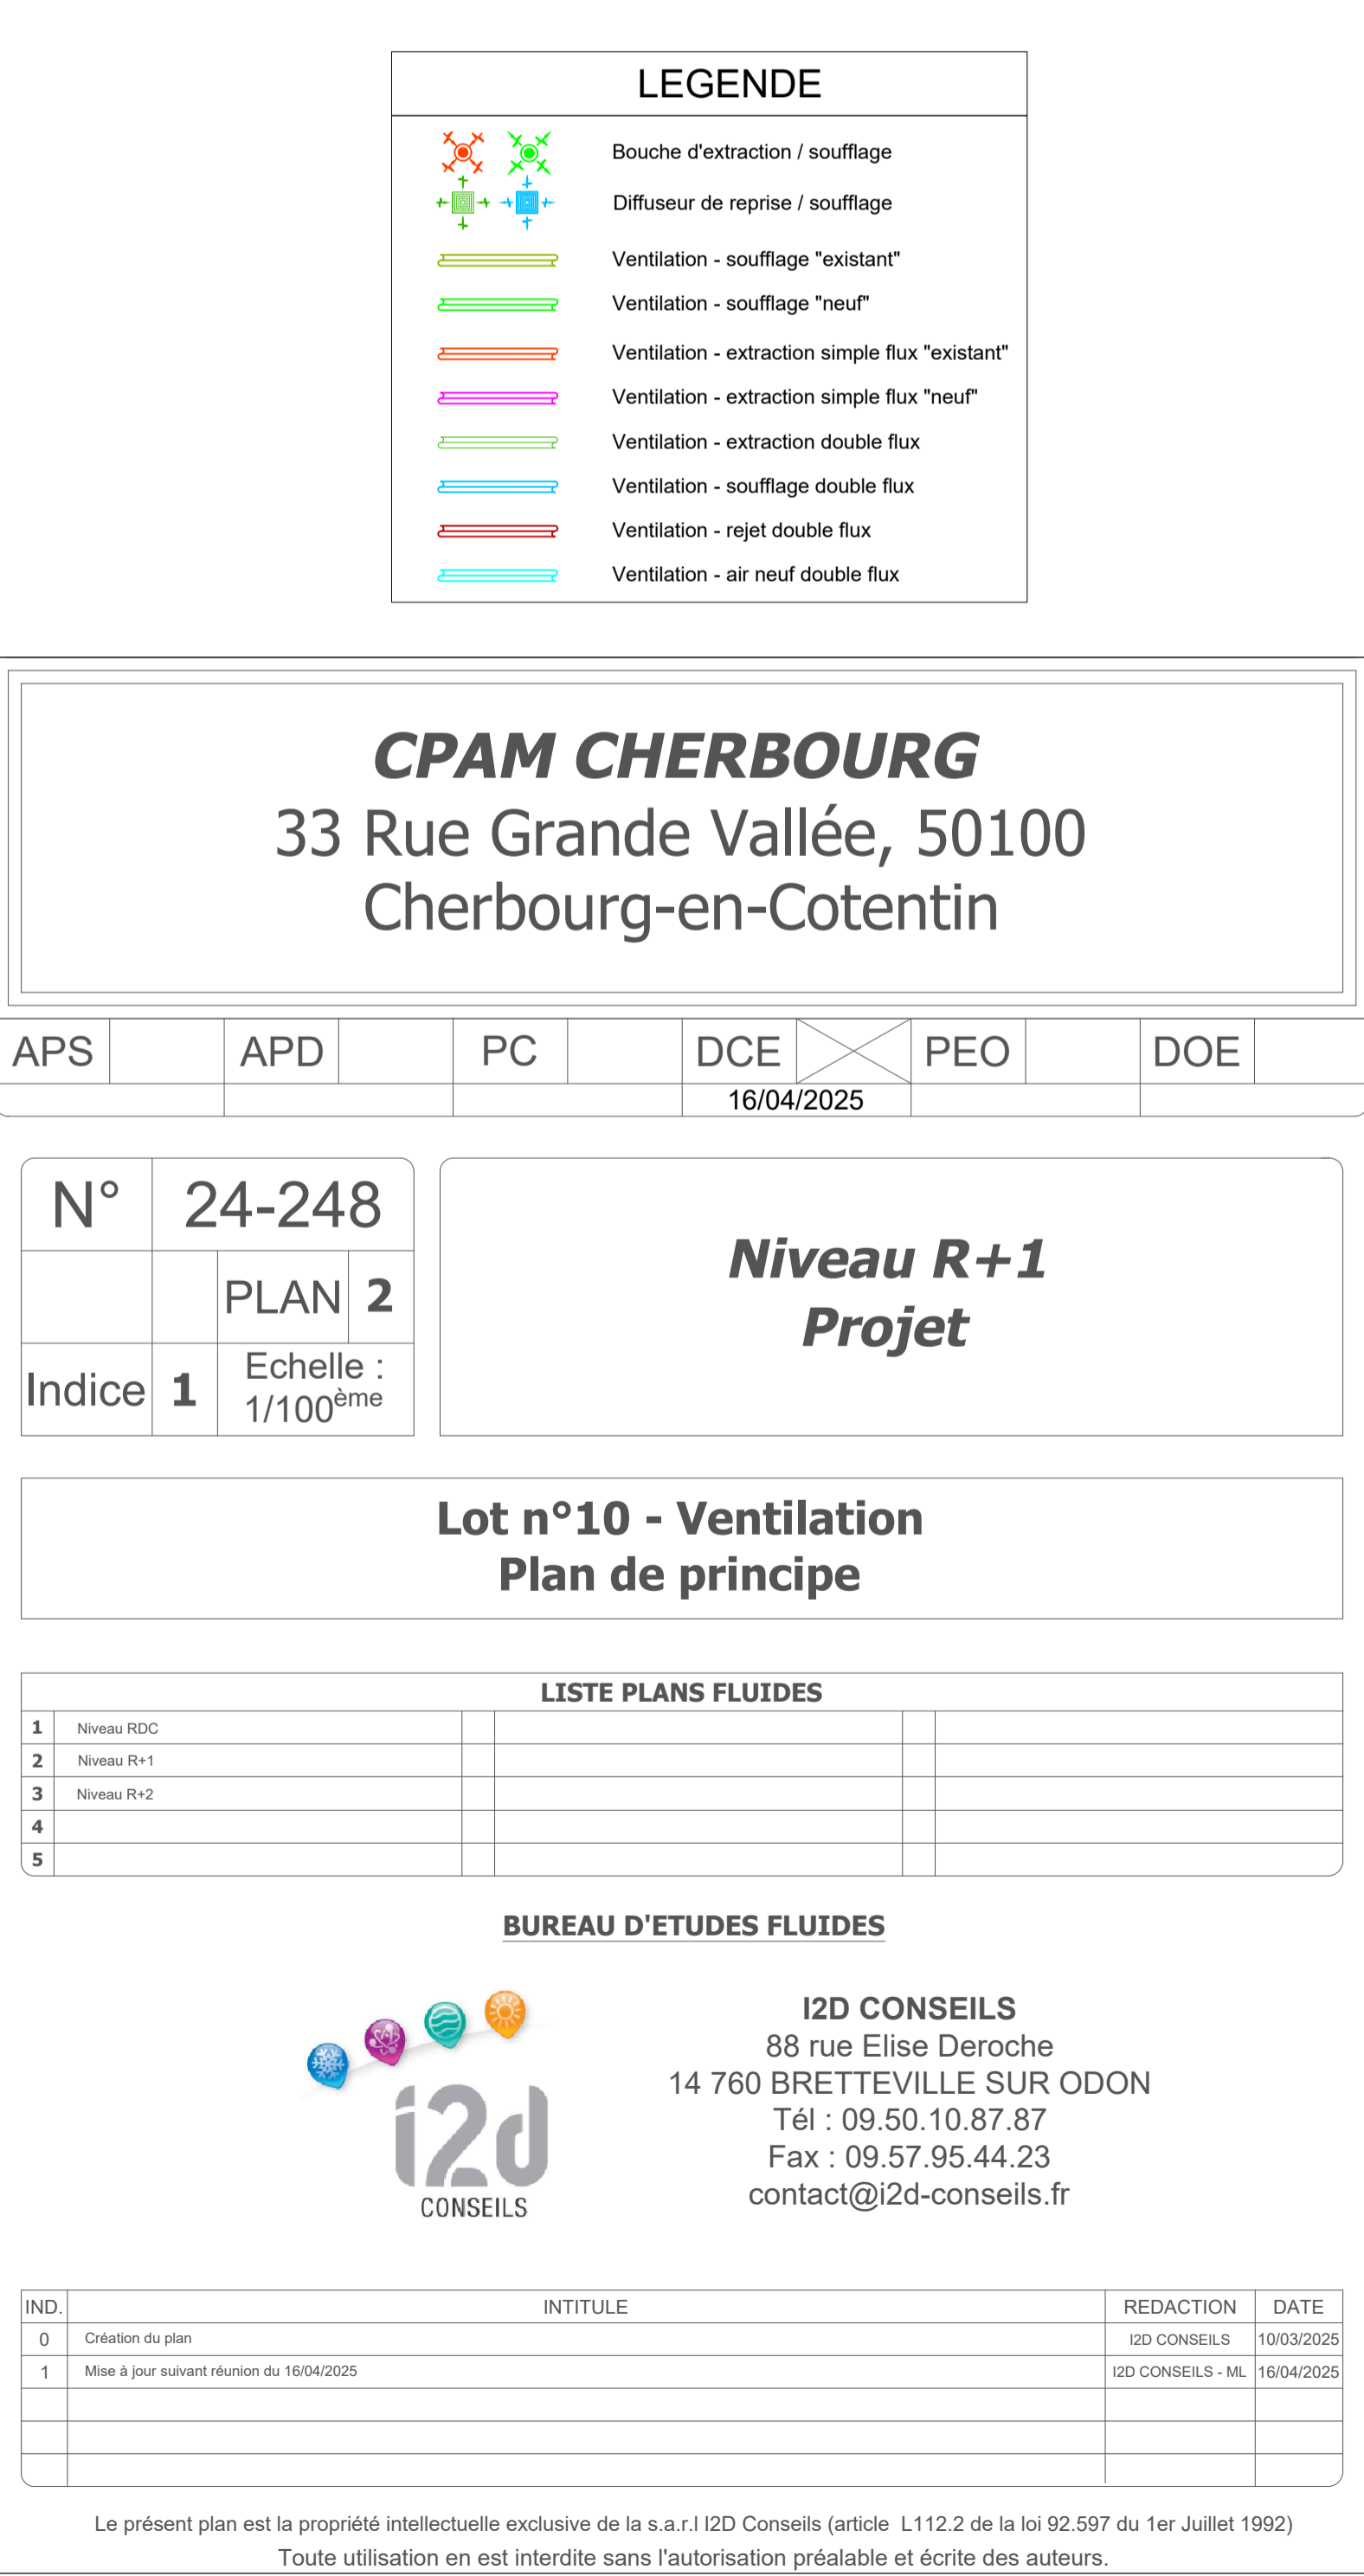 LEGENDE
Bouche d'extraction / soufflage
Diffuseur de reprise / soufflage
Ventilation - soufflage "existant"
Ventilation - soufflage "neuf"
Ventilation - extraction simple flux "existant"
Ventilation - extraction simple flux "neuf"
Ventilation - extraction double flux
Ventilation - soufflage double flux
Ventilation - rejet double flux
Ventilation - air neuf double flux
CPAM CHERBOURG
33 Rue Grande Vallée, 50100
Cherbourg-en-Cotentin
APS APD PC DCE PEO DOE
16/04/2025
N° 24-248
PLAN 2
Indice 1 Echelle :
1/100ème
Niveau R+1
Projet
Lot n°10 - Ventilation
Plan de principe
LISTE PLANS FLUIDES
1 Niveau RDC
2 Niveau R+1
3 Niveau R+2
4
5
BUREAU D'ETUDES FLUIDES
i2d
CONSEILS
I2D CONSEILS
88 rue Elise Deroche
14 760 BRETTEVILLE SUR ODON
Tél : 09.50.10.87.87
Fax : 09.57.95.44.23
contact@i2d-conseils.fr
IND. INTITULE REDACTION DATE
0 Création du plan I2D CONSEILS 10/03/2025
1 Mise à jour suivant réunion du 16/04/2025 I2D CONSEILS - ML 16/04/2025
Le présent plan est la propriété intellectuelle exclusive de la s.a.r.l I2D Conseils (article L112.2 de la loi 92.597 du 1er Juillet 1992)
Toute utilisation en est interdite sans l'autorisation préalable et écrite des auteurs.